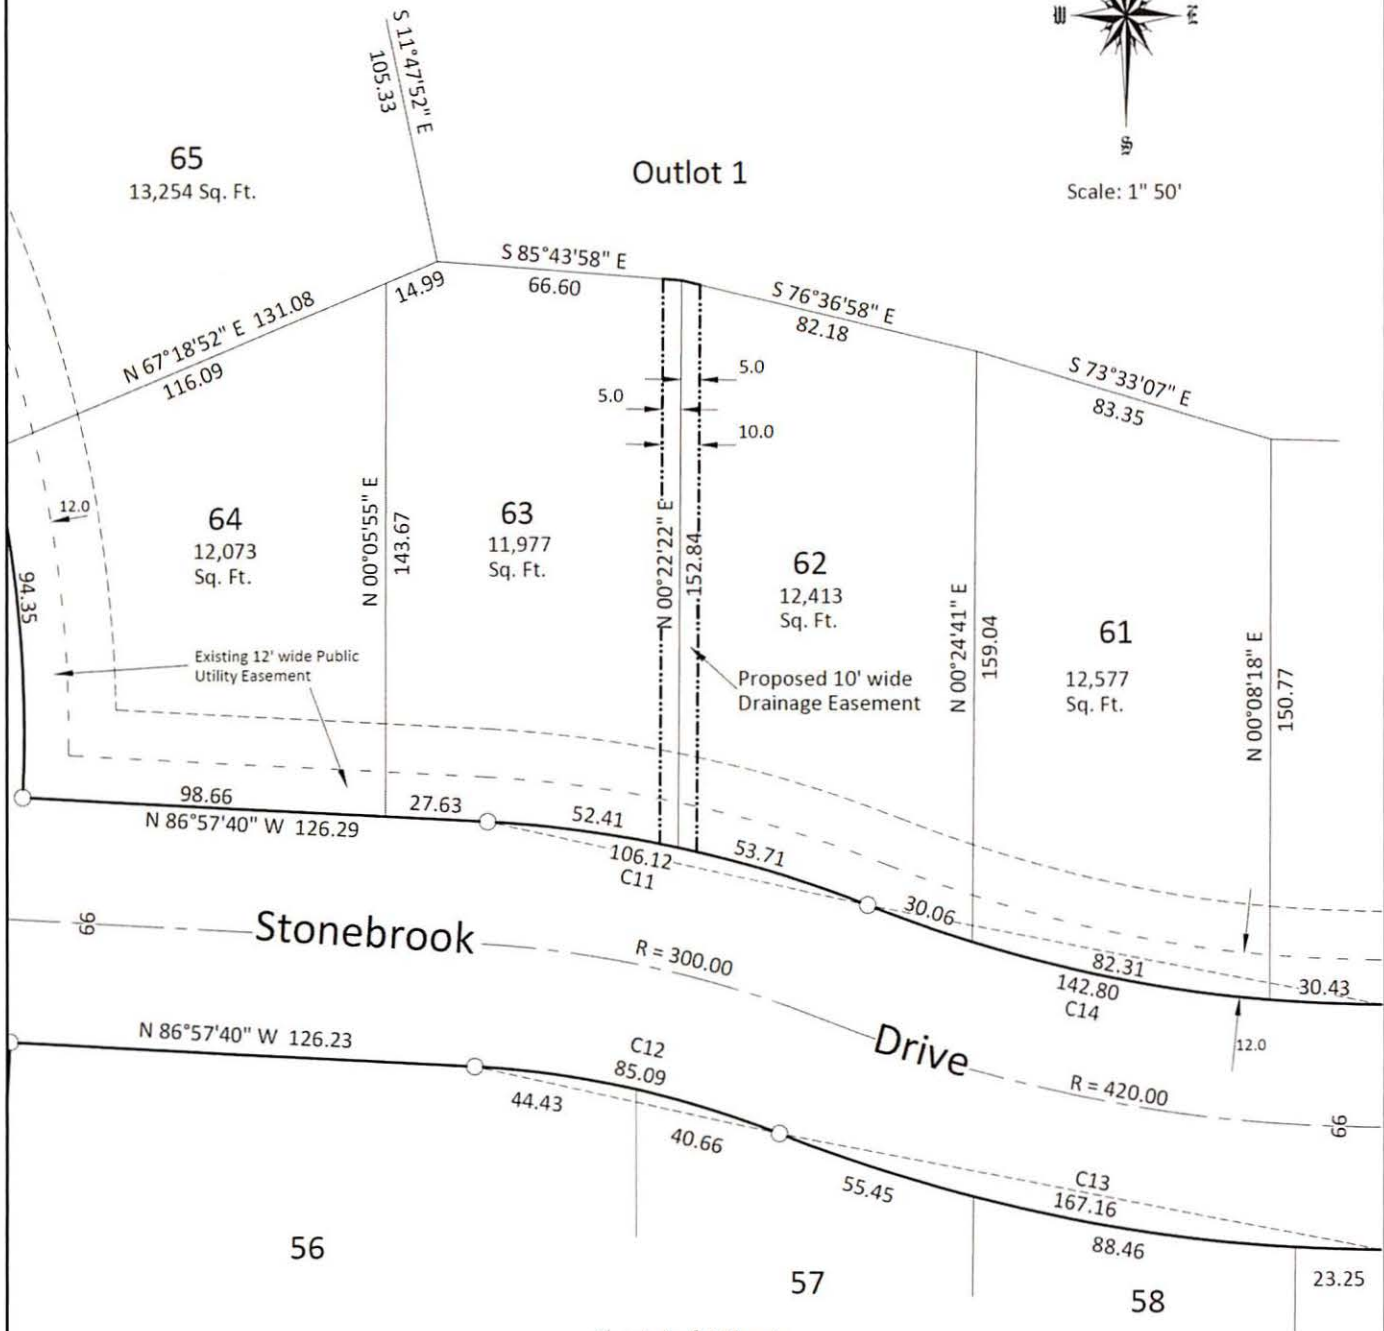 W
E
S
Scale: 1" 50'
S 11°47'52" E
105.33
65
13,254 Sq. Ft.
Outlot 1
S 85°43'58" E
66.60
14.99
N 67°18'52" E 131.08
116.09
S 76°36'58" E
82.18
S 73°33'07" E
83.35
5.0
5.0
10.0
12.0
94.35
64
12,073
Sq. Ft.
N 00°05'55" E
143.67
63
11,977
Sq. Ft.
N 00°22'22" E
152.84
62
12,413
Sq. Ft.
N 00°24'41" E
159.04
61
12,577
Sq. Ft.
N 00°08'18" E
150.77
Existing 12' wide Public
Utility Easement
Proposed 10' wide
Drainage Easement
98.66
N 86°57'40" W 126.29
27.63
52.41
106.12
C11
53.71
30.06
82.31
142.80
C14
30.43
12.0
66
Stonebrook
R = 300.00
Drive
R = 420.00
66
N 86°57'40" W 126.23
C12
85.09
44.43
40.66
55.45
C13
167.16
88.46
23.25
56
57
58